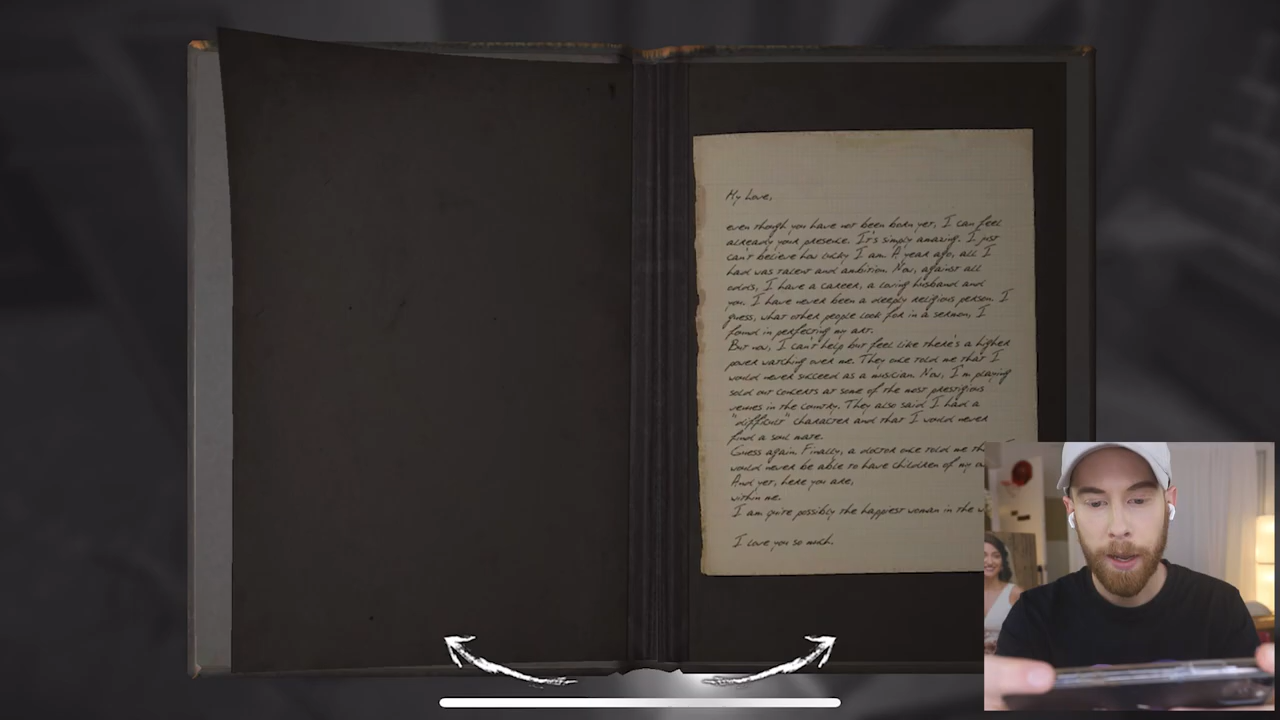 My Love,
even though you have not been born yet, I can feel
already your presence. It's simply amazing. I just
can't believe how lucky I am. A year ago, all I
had was talent and ambition. Now, against all
odds, I have a career, a loving husband and
you. I have never been a deeply religious person. I
guess, what other people look for in a sermon, I
found in perfecting my art.
But now, I can't help but feel like there's a higher
power watching over me. They once told me that I
would never succeed as a musician. Now, I'm playing
sold out concerts at some of the most prestigious
venues in the country. They also said I had a
"difficult" character and that I would never
find a soul mate.
Guess again. Finally, a doctor once told me
would never be able to have children of my
And yet, here you are,
within me.
I am quite possibly the happiest woman in the
I love you so much.